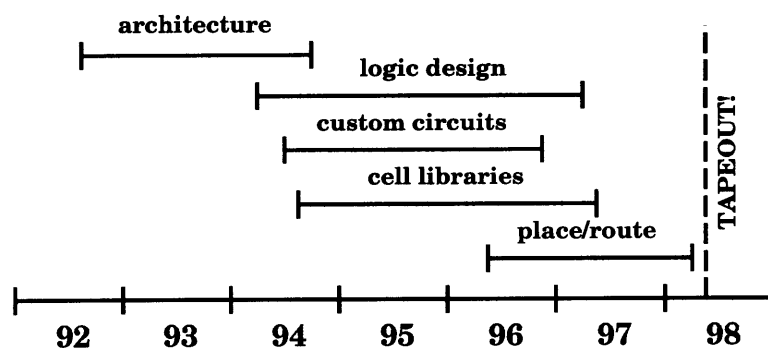 architecture
logic design
custom circuits
cell libraries
place/route
TAPEOUT!
92 93 94 95 96 97 98